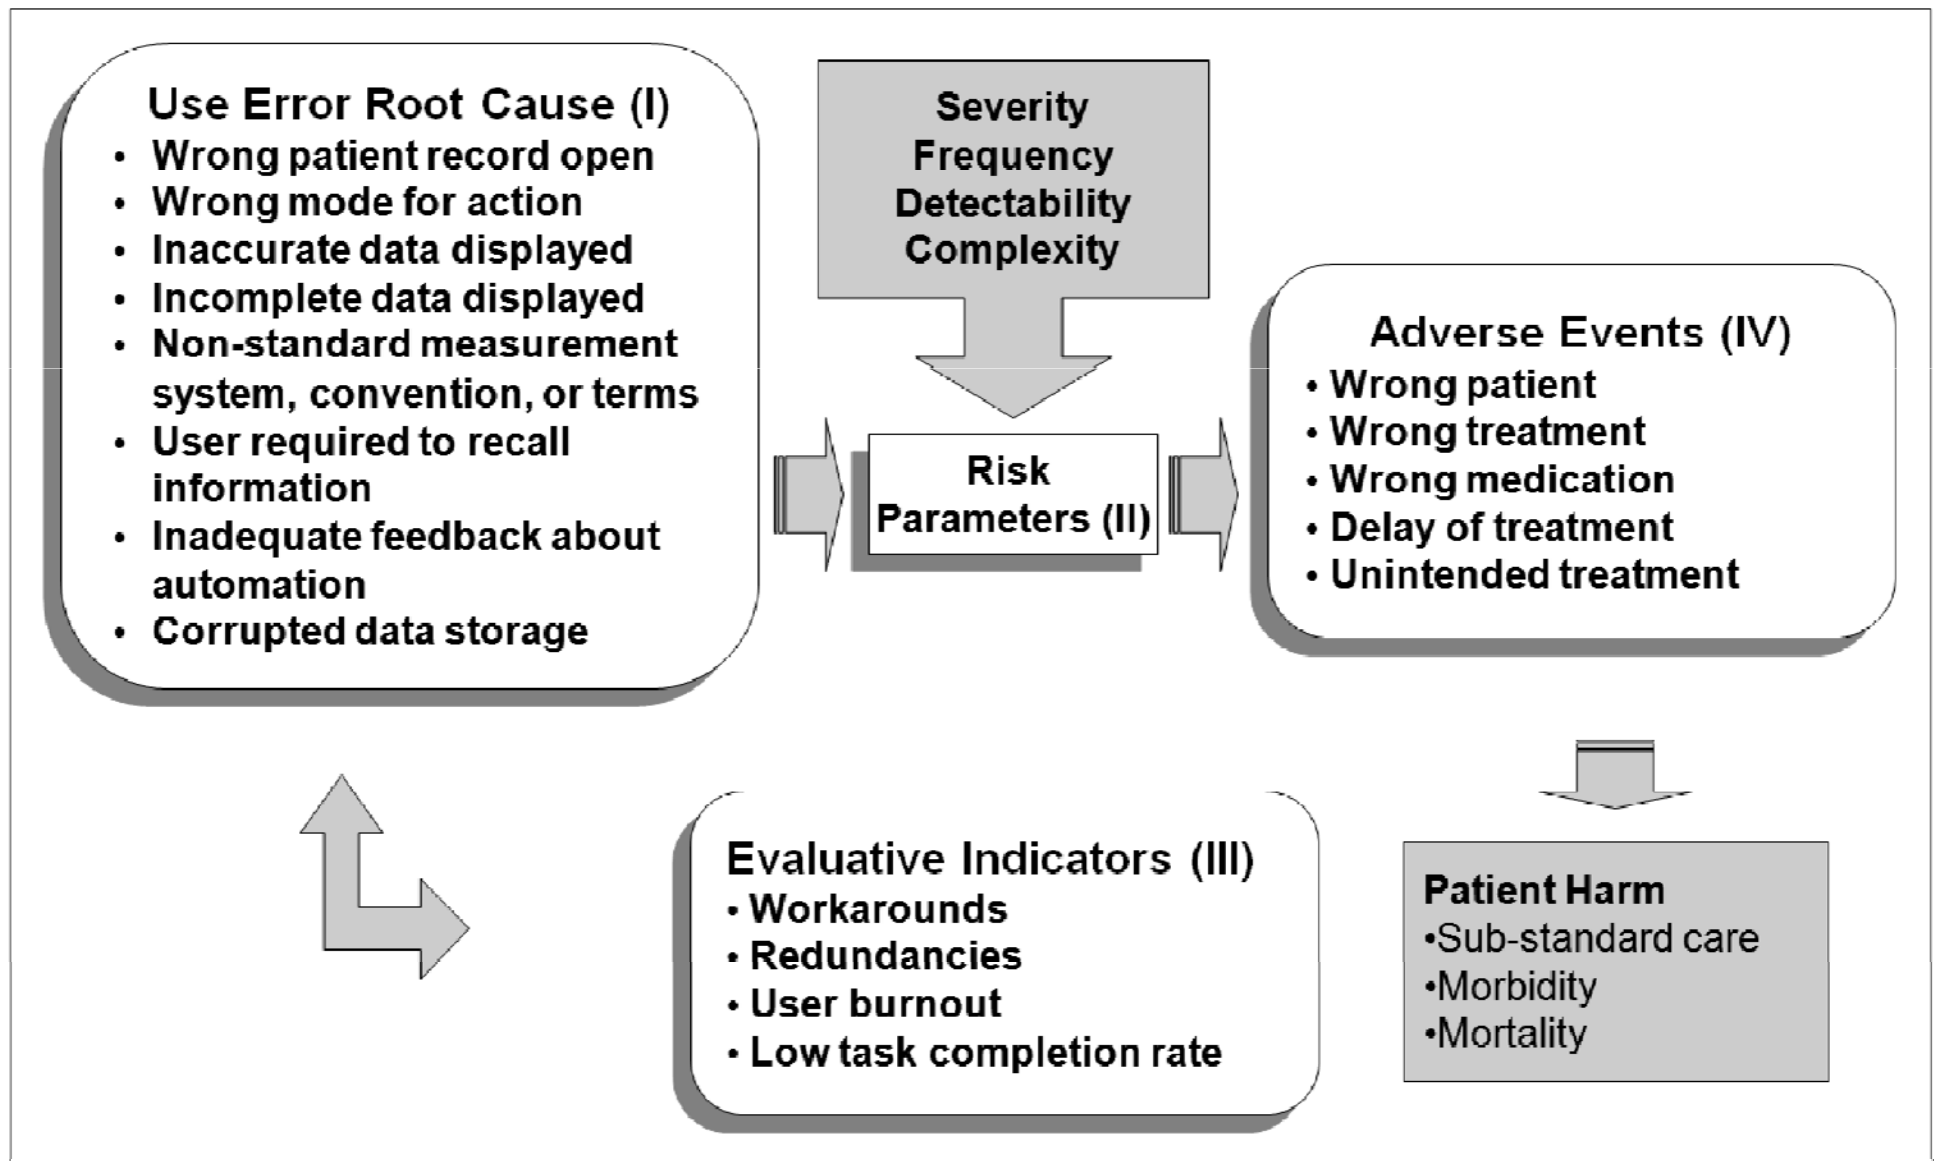 Use Error Root Cause (I)
• Wrong patient record open
• Wrong mode for action
• Inaccurate data displayed
• Incomplete data displayed
• Non-standard measurement
system, convention, or terms
• User required to recall
information
• Inadequate feedback about
automation
• Corrupted data storage
Severity
Frequency
Detectability
Complexity
Risk
Parameters (II)
Adverse Events (IV)
• Wrong patient
• Wrong treatment
• Wrong medication
• Delay of treatment
• Unintended treatment
Evaluative Indicators (III)
• Workarounds
• Redundancies
• User burnout
• Low task completion rate
Patient Harm
•Sub-standard care
•Morbidity
•Mortality